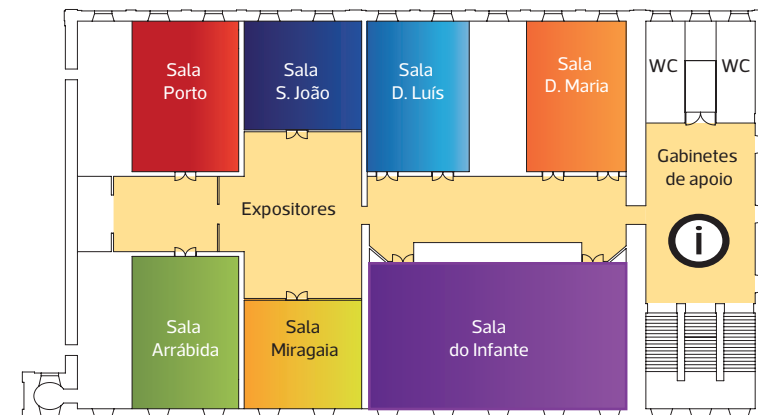 Sala
Porto
Sala
S. João
Sala
D. Luís
Sala
D. Maria
WC
WC
Gabinetes
de apoio
i
Expositores
Sala
Arrábida
Sala
Miragaia
Sala
do Infante